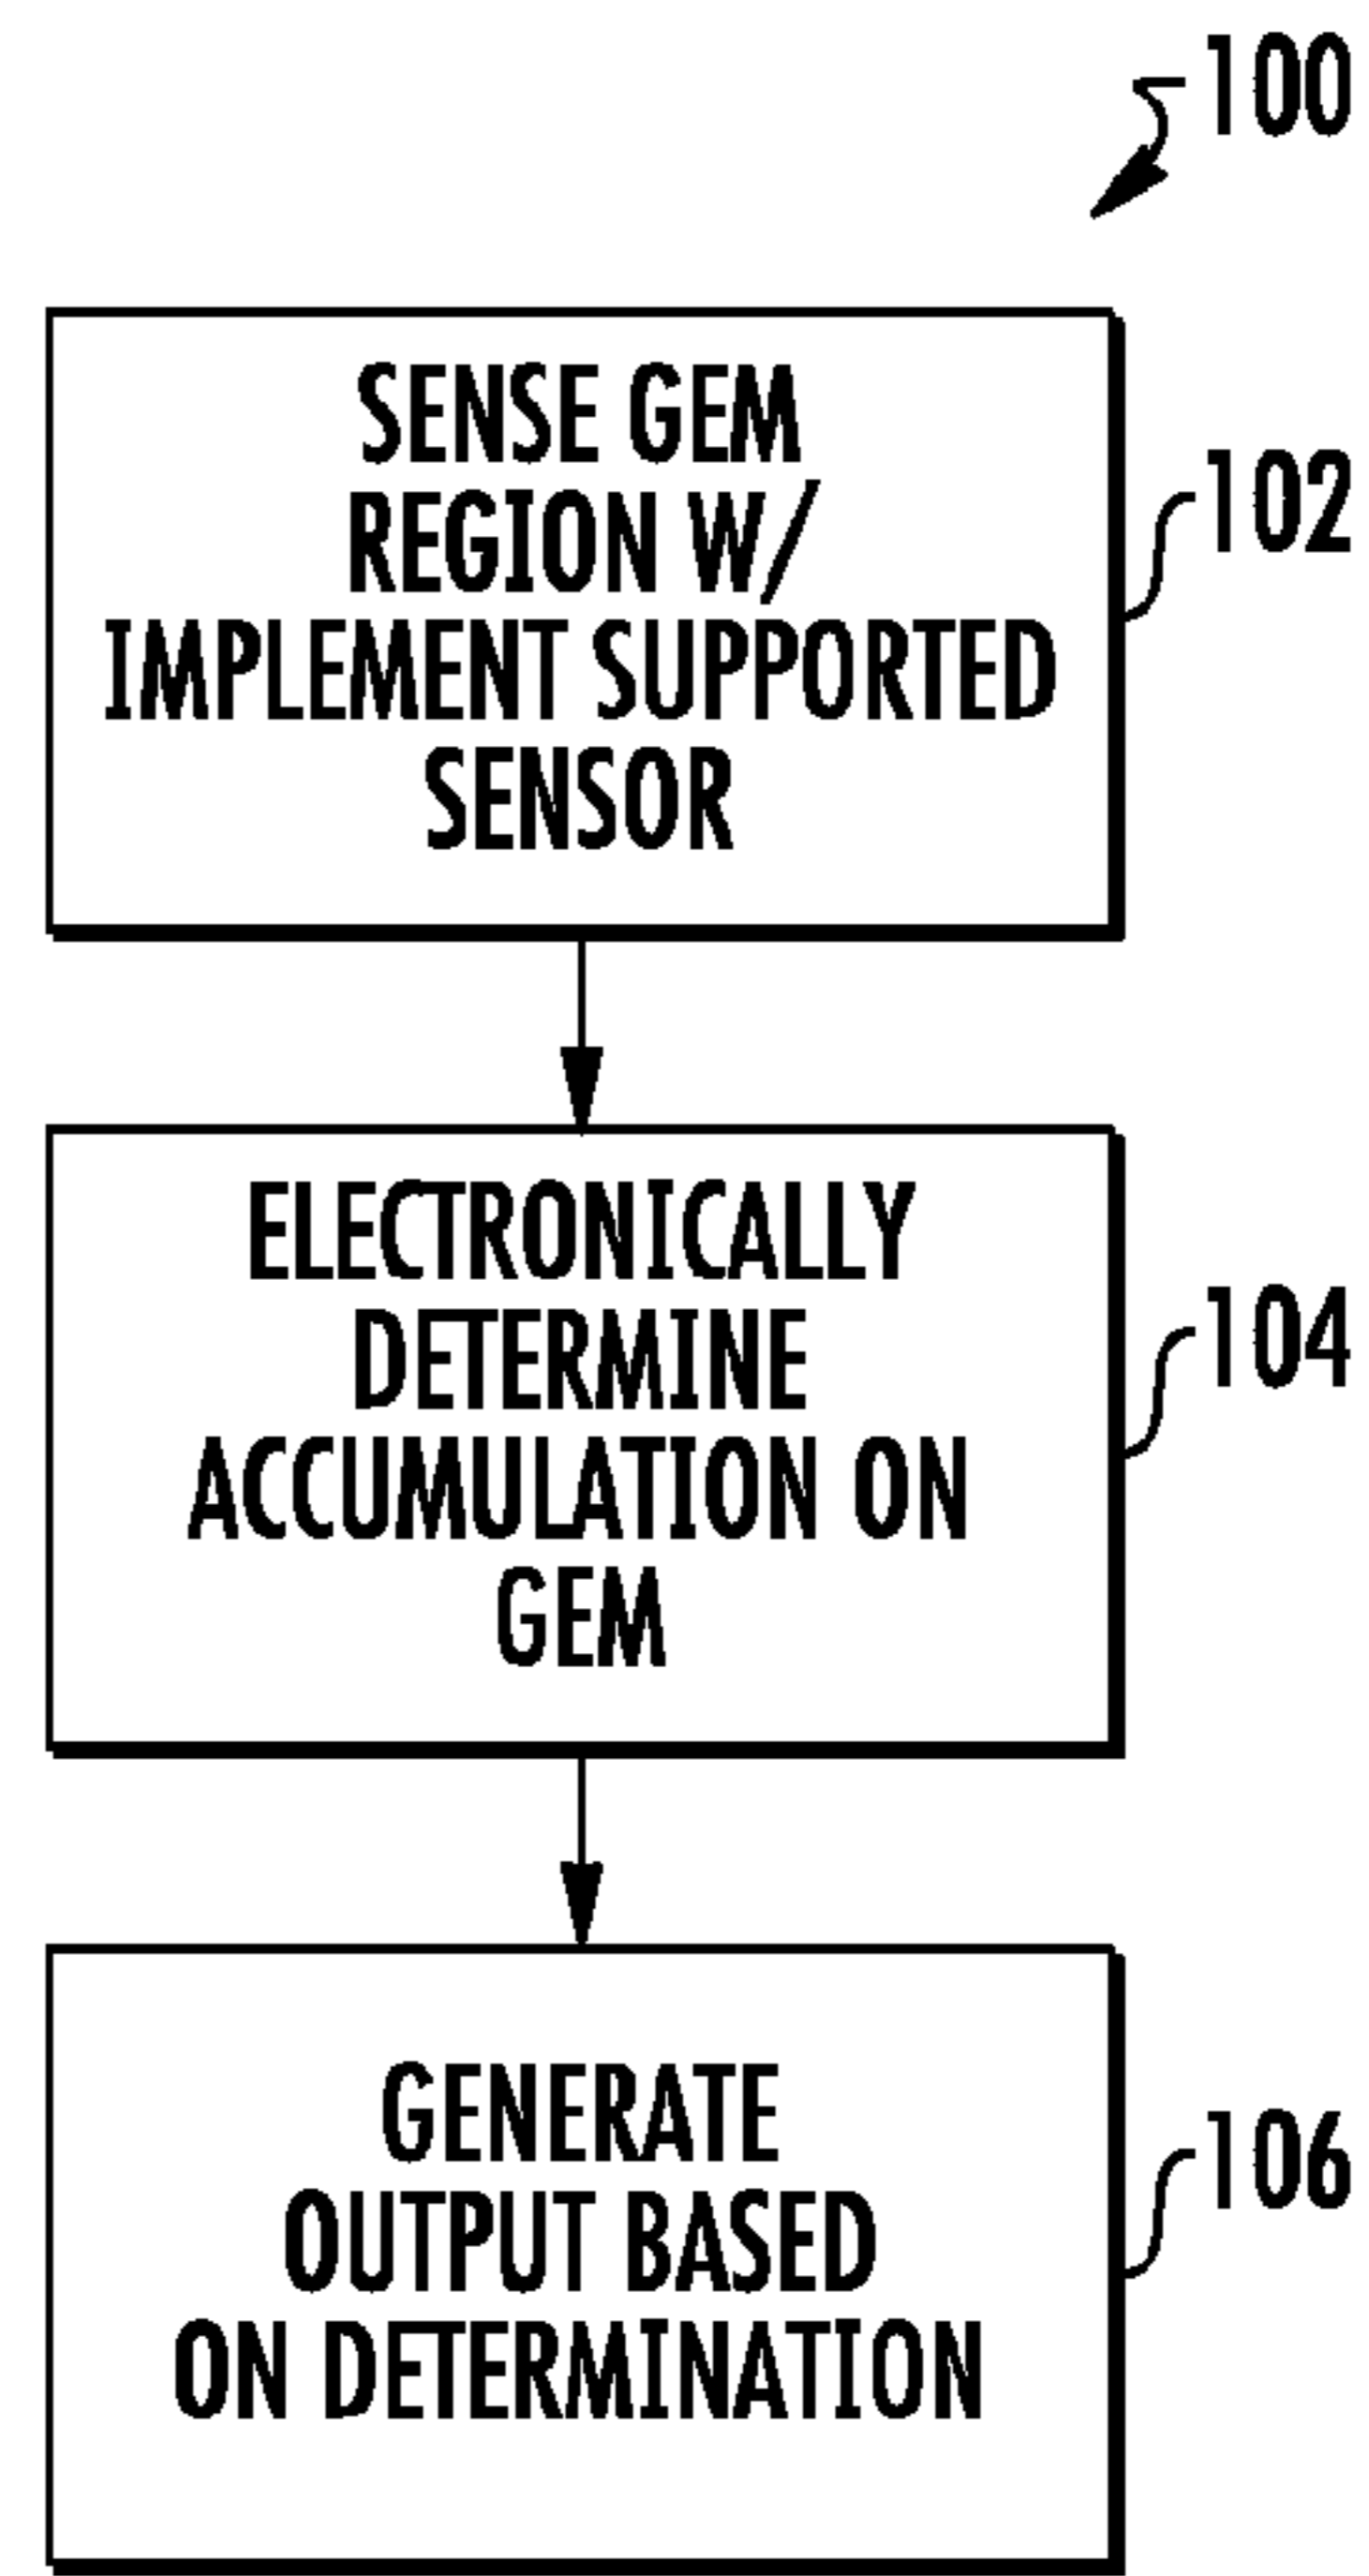 100
SENSE GEM
REGION W/
IMPLEMENT SUPPORTED
SENSOR
102
ELECTRONICALLY
DETERMINE
ACCUMULATION ON
GEM
104
GENERATE
OUTPUT BASED
ON DETERMINATION
106